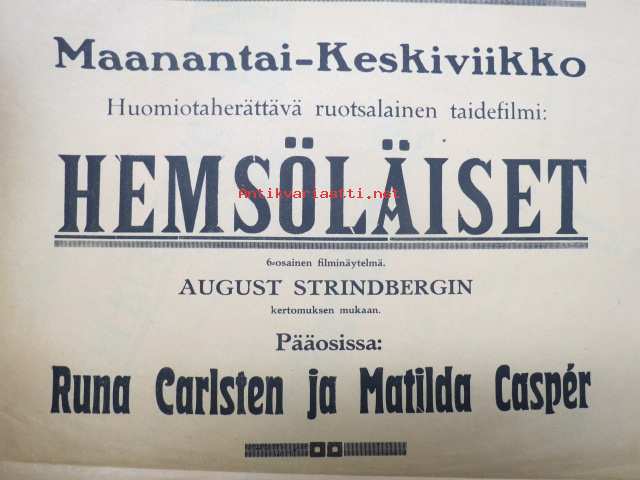 Maanantai-Keskiviikko
Huomiotaherättävä ruotsalainen taidefilmi:
HEMSÖLÄISET
Antikvariaatti.net
6-osainen filminäytelmä.
AUGUST STRINDBERGIN
kertomuksen mukaan.
Pääosissa:
Runa Carlsten ja Matilda Caspér